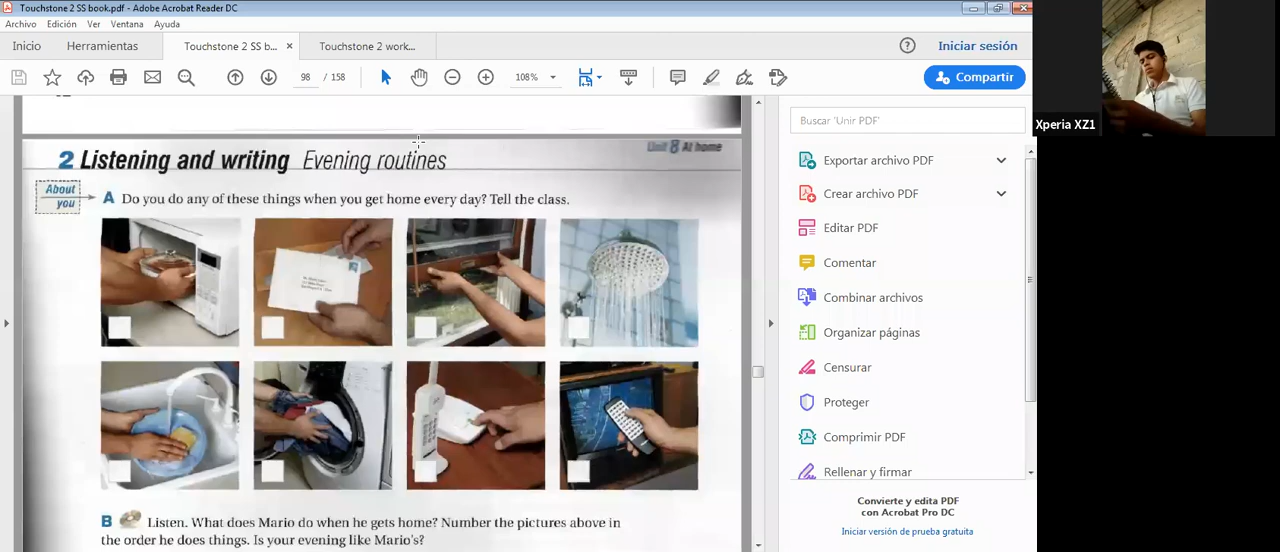 Touchstone 2 SS book.pdf - Adobe Acrobat Reader DC
Archivo Edición Ver Ventana Ayuda
Inicio Herramientas Touchstone 2 SS b... × Touchstone 2 work... ? Iniciar sesión
98 / 158 108% Compartir
2 Listening and writing Evening routines
Unit 8 At home
About you
A Do you do any of these things when you get home every day? Tell the class.
B Listen. What does Mario do when he gets home? Number the pictures above in
the order he does things. Is your evening like Mario's?
Buscar 'Unir PDF'
Exportar archivo PDF
Crear archivo PDF
Editar PDF
Comentar
Combinar archivos
Organizar páginas
Censurar
Proteger
Comprimir PDF
Rellenar y firmar
Convierte y edita PDF
con Acrobat Pro DC
Iniciar versión de prueba gratuita
Xperia XZ1